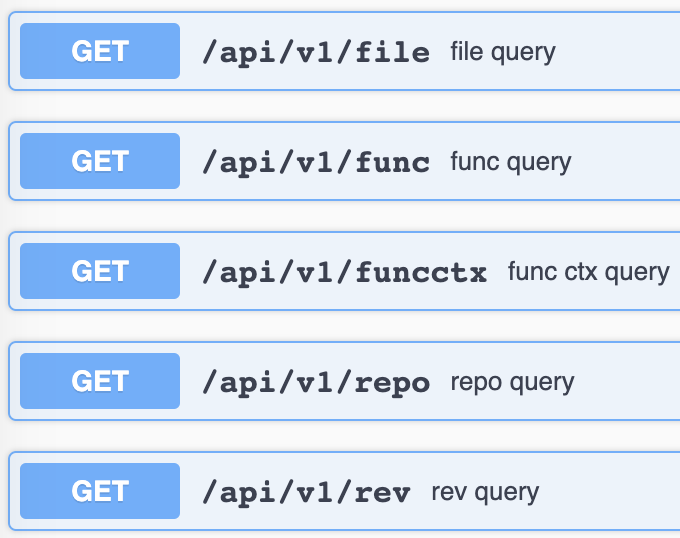 GET /api/v1/file file query
GET /api/v1/func func query
GET /api/v1/funcctx func ctx query
GET /api/v1/repo repo query
GET /api/v1/rev rev query